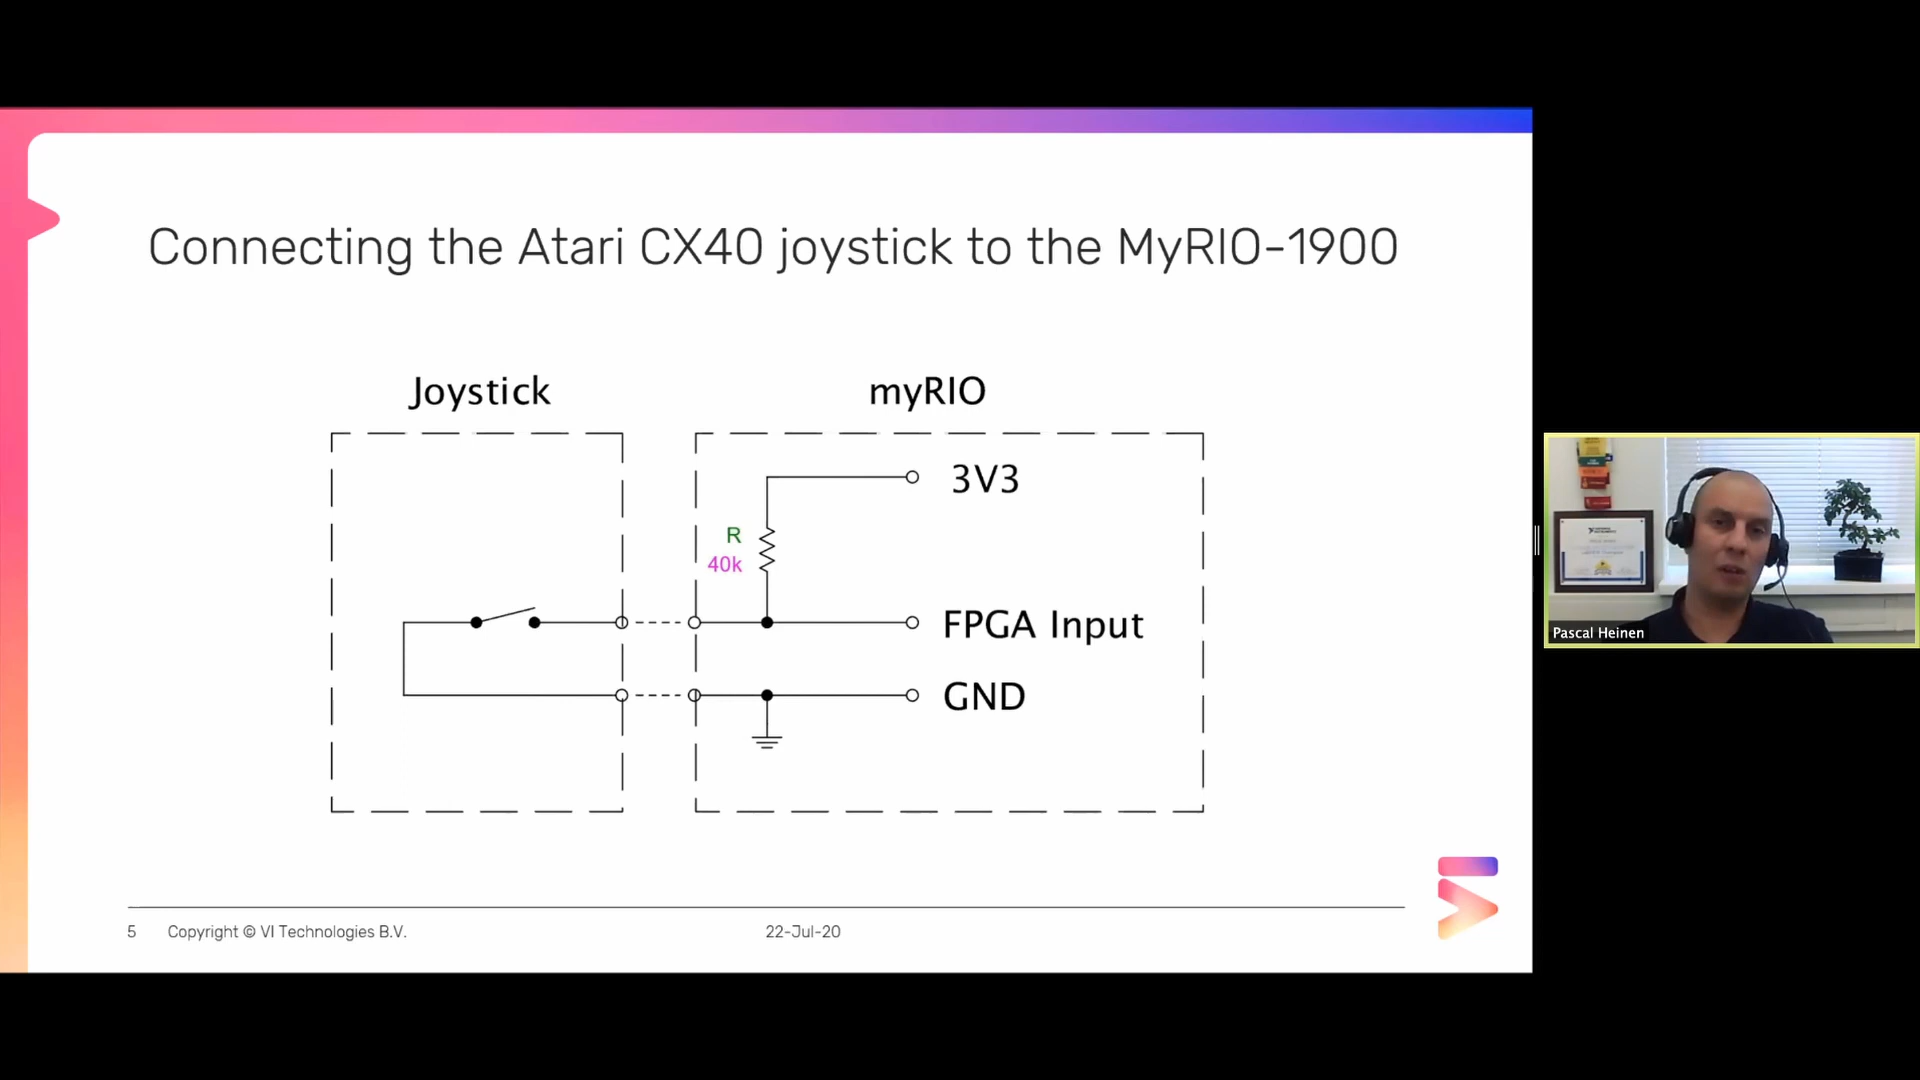 Connecting the Atari CX40 joystick to the MyRIO-1900
Joystick
myRIO
3V3
R
40k
FPGA Input
GND
Pascal Heinen
5
Copyright © VI Technologies B.V.
22-Jul-20